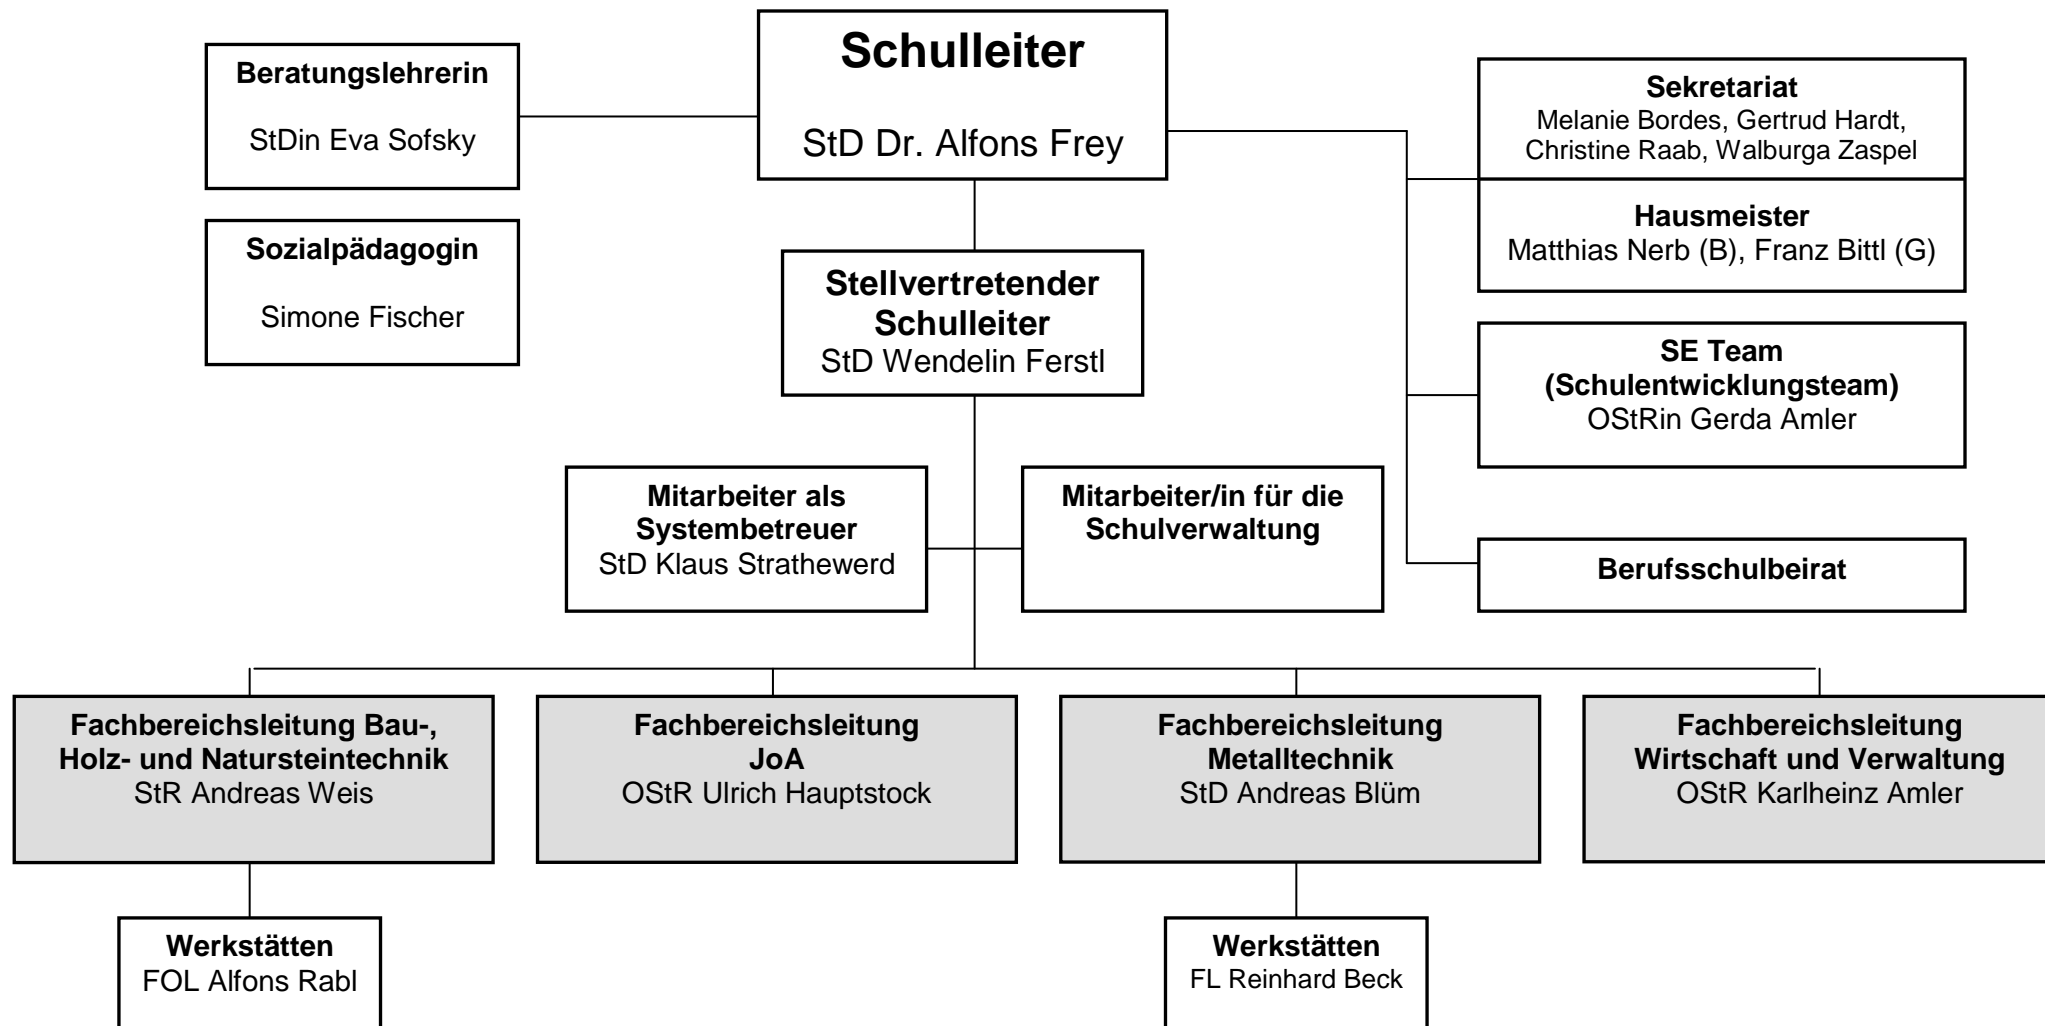 Schulleiter
StD Dr. Alfons Frey
Beratungslehrerin
StDin Eva Sofsky
Sozialpädagogin
Simone Fischer
Sekretariat
Melanie Bordes, Gertrud Hardt,
Christine Raab, Walburga Zaspel
Hausmeister
Matthias Nerb (B), Franz Bittl (G)
Stellvertretender
Schulleiter
StD Wendelin Ferstl
SE Team
(Schulentwicklungsteam)
OStRin Gerda Amler
Mitarbeiter als
Systembetreuer
StD Klaus Strathewerd
Mitarbeiter/in für die
Schulverwaltung
Berufsschulbeirat
Fachbereichsleitung Bau-,
Holz- und Natursteintechnik
StR Andreas Weis
Fachbereichsleitung
JoA
OStR Ulrich Hauptstock
Fachbereichsleitung
Metalltechnik
StD Andreas Blüm
Fachbereichsleitung
Wirtschaft und Verwaltung
OStR Karlheinz Amler
Werkstätten
FOL Alfons Rabl
Werkstätten
FL Reinhard Beck